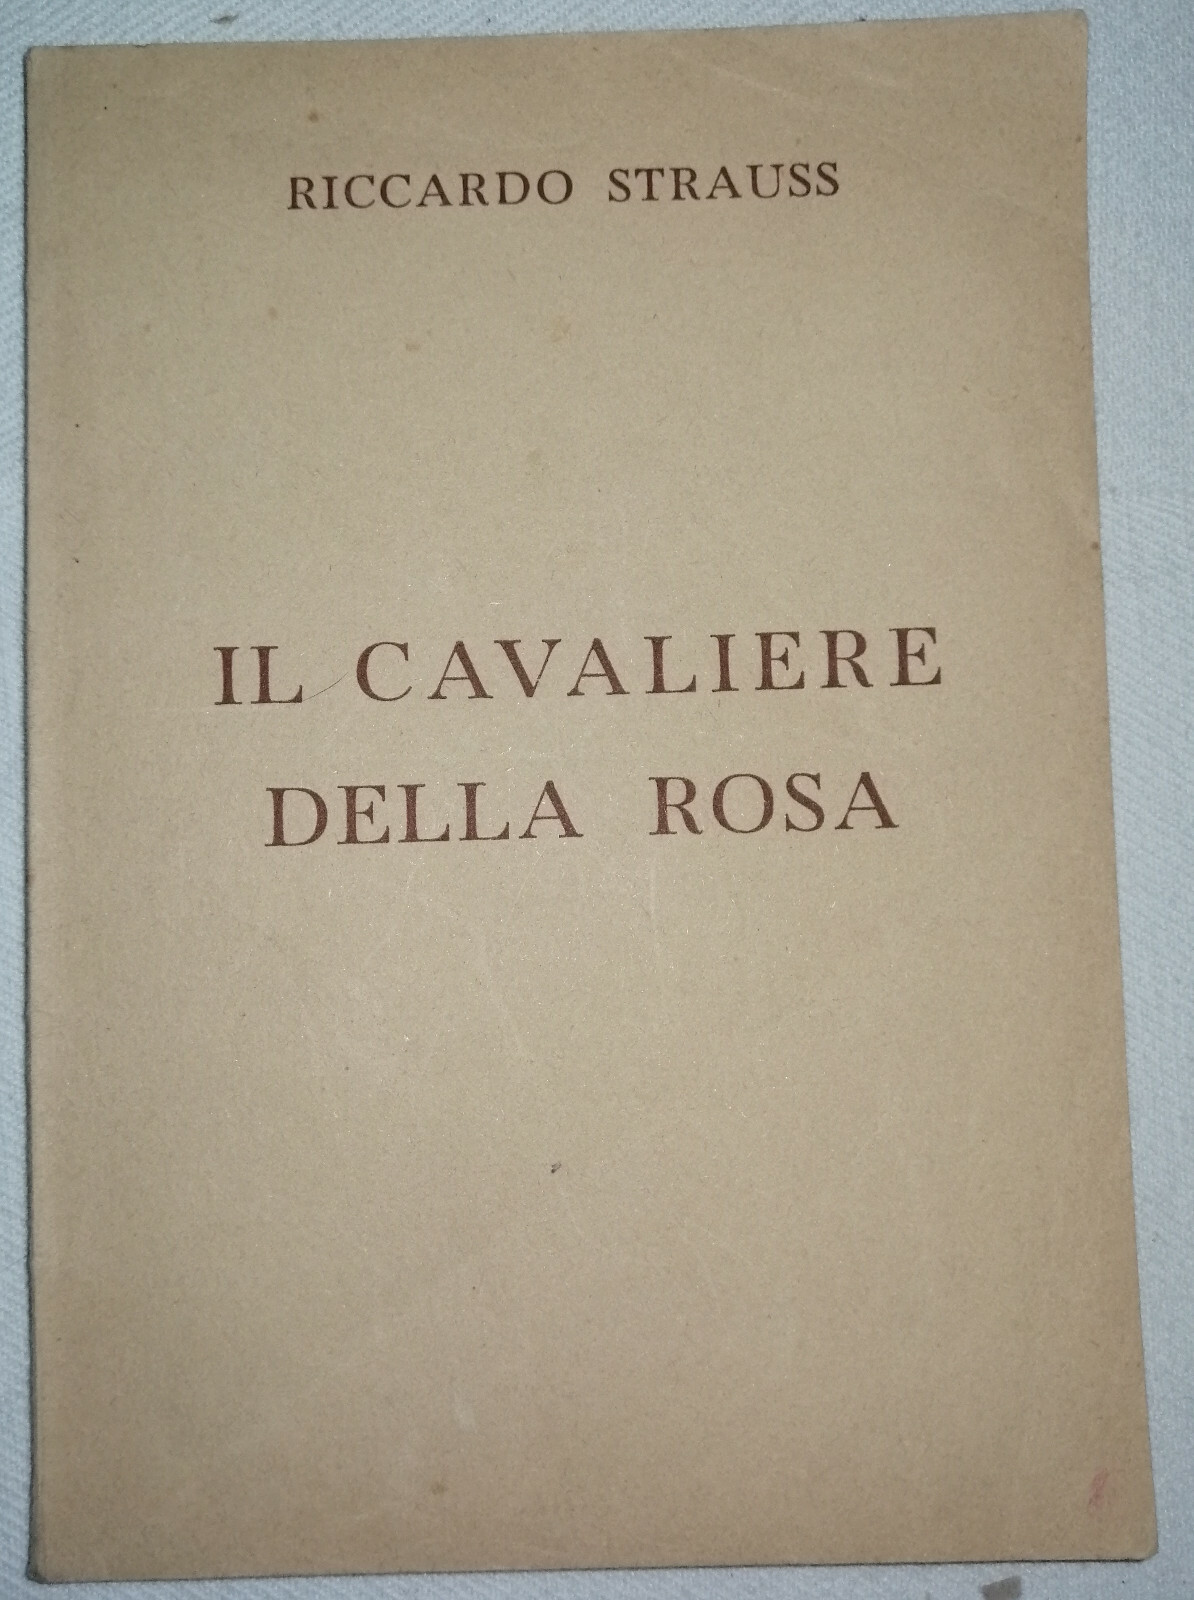 RICCARDO STRAUSS
IL CAVALIERE
DELLA ROSA